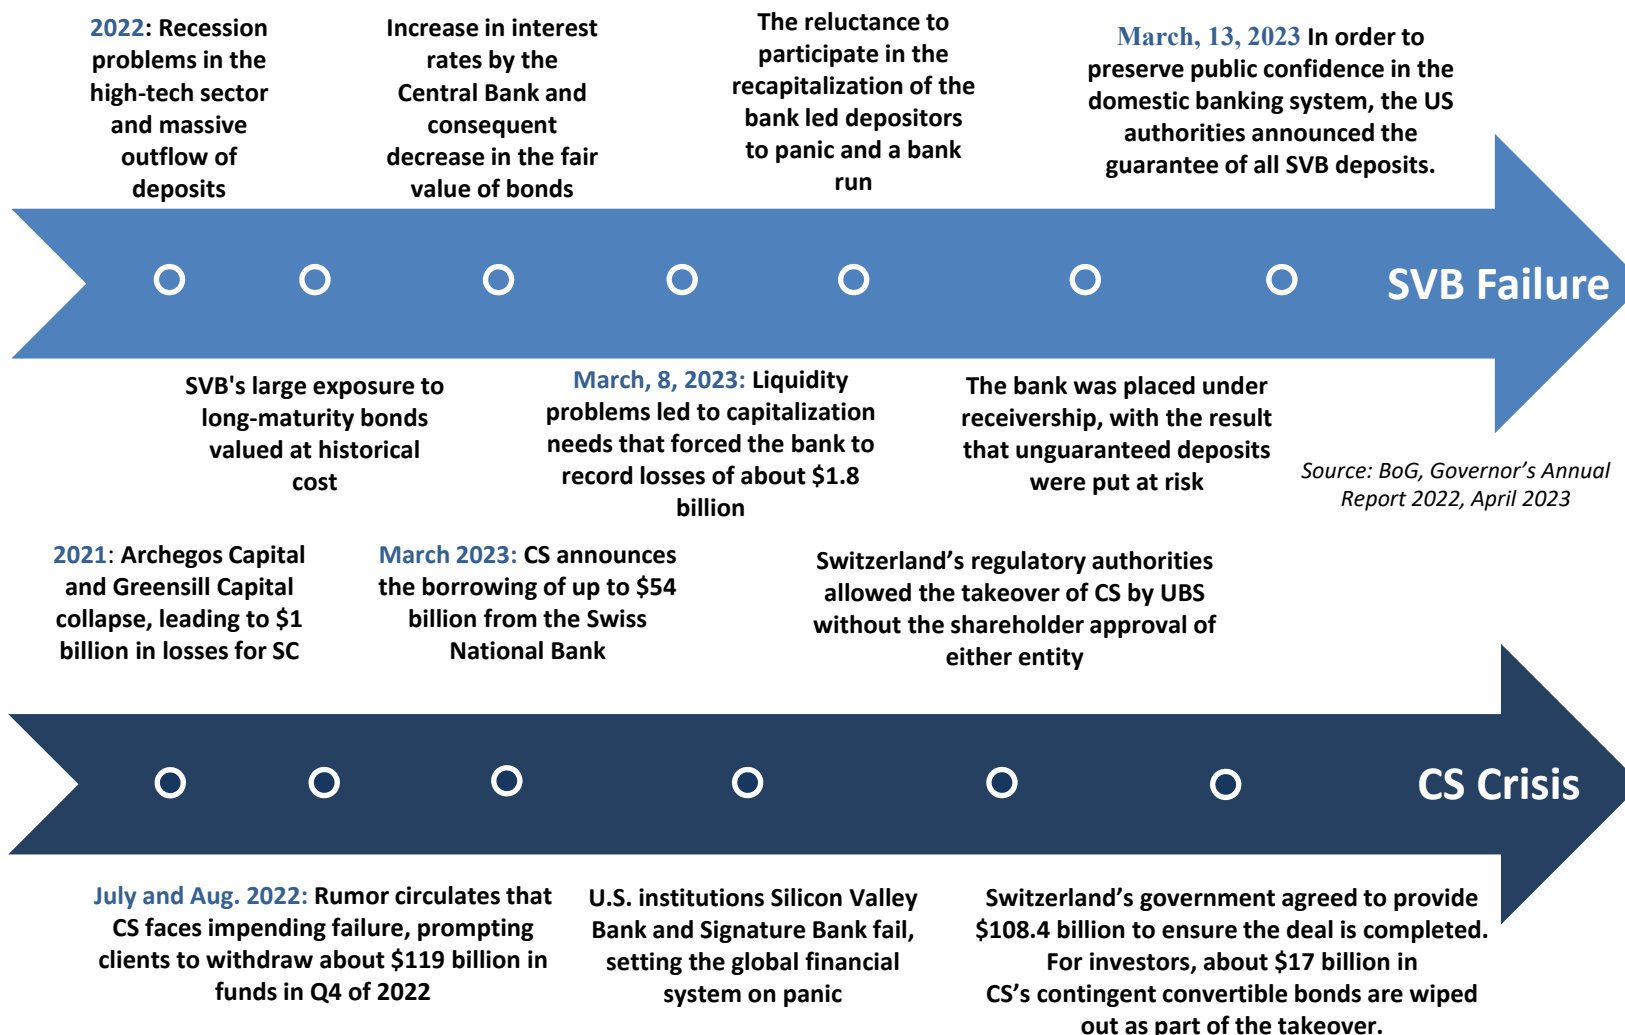 2022: Recession
problems in the
high-tech sector
and massive
outflow of
deposits
Increase in interest
rates by the
Central Bank and
consequent
decrease in the fair
value of bonds
The reluctance to
participate in the
recapitalization of the
bank led depositors
to panic and a bank
run
March, 13, 2023 In order to
preserve public confidence in the
domestic banking system, the US
authorities announced the
guarantee of all SVB deposits.
SVB Failure
SVB's large exposure to
long-maturity bonds
valued at historical
cost
March, 8, 2023: Liquidity
problems led to capitalization
needs that forced the bank to
record losses of about $1.8
billion
The bank was placed under
receivership, with the result
that unguaranteed deposits
were put at risk
Source: BoG, Governor’s Annual
Report 2022, April 2023
2021: Archegos Capital
and Greensill Capital
collapse, leading to $1
billion in losses for SC
March 2023: CS announces
the borrowing of up to $54
billion from the Swiss
National Bank
Switzerland’s regulatory authorities
allowed the takeover of CS by UBS
without the shareholder approval of
either entity
CS Crisis
July and Aug. 2022: Rumor circulates that
CS faces impending failure, prompting
clients to withdraw about $119 billion in
funds in Q4 of 2022
U.S. institutions Silicon Valley
Bank and Signature Bank fail,
setting the global financial
system on panic
Switzerland’s government agreed to provide
$108.4 billion to ensure the deal is completed.
For investors, about $17 billion in
CS’s contingent convertible bonds are wiped
out as part of the takeover.